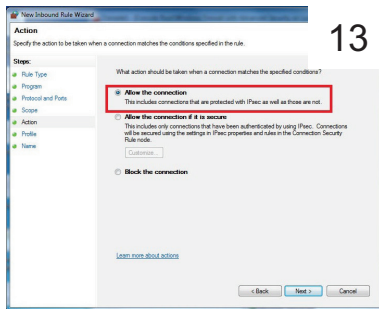 New Inbound Rule Wizard
13
Action
Specify the action to be taken when a connection matches the conditions specified in the rule.
Steps:
Rule Type
Program
Protocol and Ports
Scope
Action
Profile
Name
What action should be taken when a connection matches the specified conditions?
Allow the connection
This includes connections that are protected with IPsec as well as those are not.
Allow the connection if it is secure
This includes only connections that have been authenticated by using IPsec. Connections
will be secured using the settings in IPsec properties and rules in the Connection Security
Rule node.
Customize...
Block the connection
Learn more about actions
< Back
Next >
Cancel